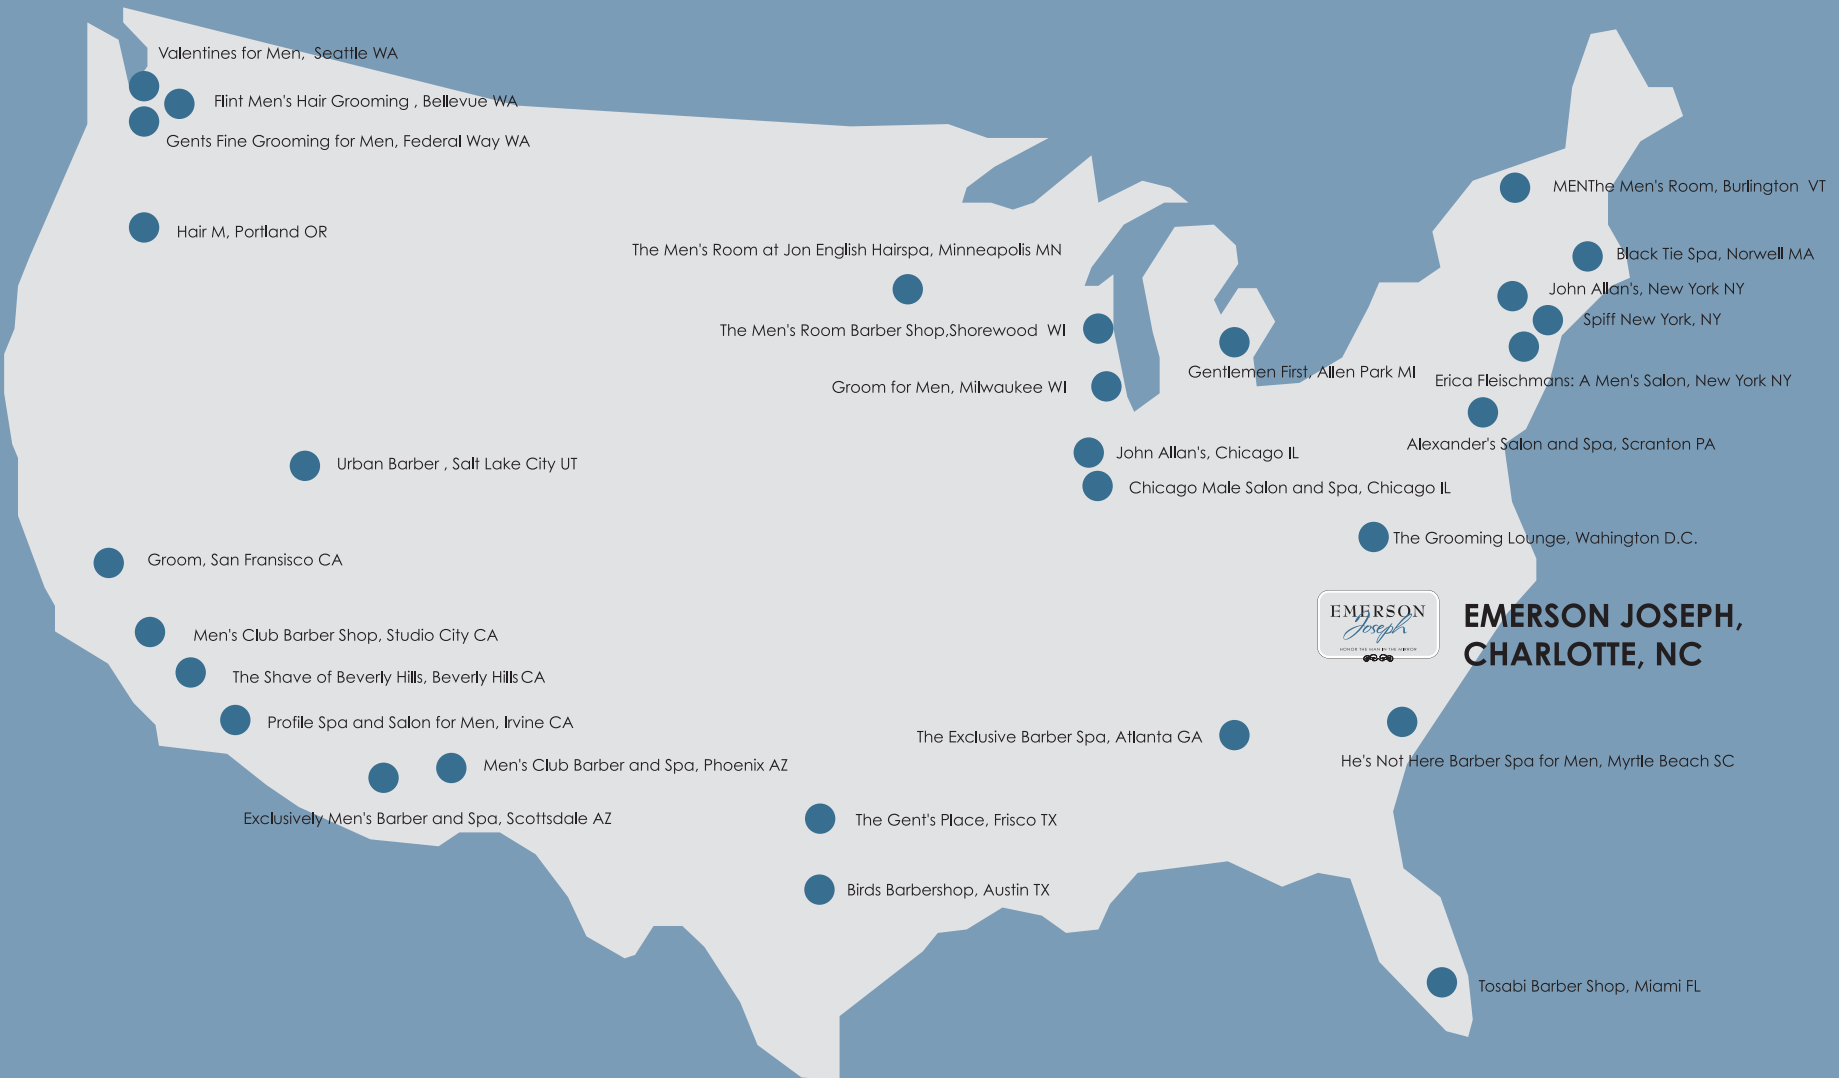 Valentines for Men, Seattle WA
Flint Men's Hair Grooming , Bellevue WA
Gents Fine Grooming for Men, Federal Way WA
MENThe Men's Room, Burlington VT
Hair M, Portland OR
The Men's Room at Jon English Hairspa, Minneapolis MN
Black Tie Spa, Norwell MA
John Allan's, New York NY
Spiff New York, NY
The Men's Room Barber Shop,Shorewood WI
Gentlemen First, Allen Park MI
Erica Fleischmans: A Men's Salon, New York NY
Groom for Men, Milwaukee WI
Alexander's Salon and Spa, Scranton PA
John Allan's, Chicago IL
Urban Barber , Salt Lake City UT
Chicago Male Salon and Spa, Chicago IL
The Grooming Lounge, Wahington D.C.
Groom, San Fransisco CA
EMERSON
Joseph
HONOR THE MAN IN THE MIRROR
EMERSON JOSEPH,
CHARLOTTE, NC
Men's Club Barber Shop, Studio City CA
The Shave of Beverly Hills, Beverly Hills CA
Profile Spa and Salon for Men, Irvine CA
The Exclusive Barber Spa, Atlanta GA
He's Not Here Barber Spa for Men, Myrtle Beach SC
Men's Club Barber and Spa, Phoenix AZ
Exclusively Men's Barber and Spa, Scottsdale AZ
The Gent's Place, Frisco TX
Birds Barbershop, Austin TX
Tosabi Barber Shop, Miami FL